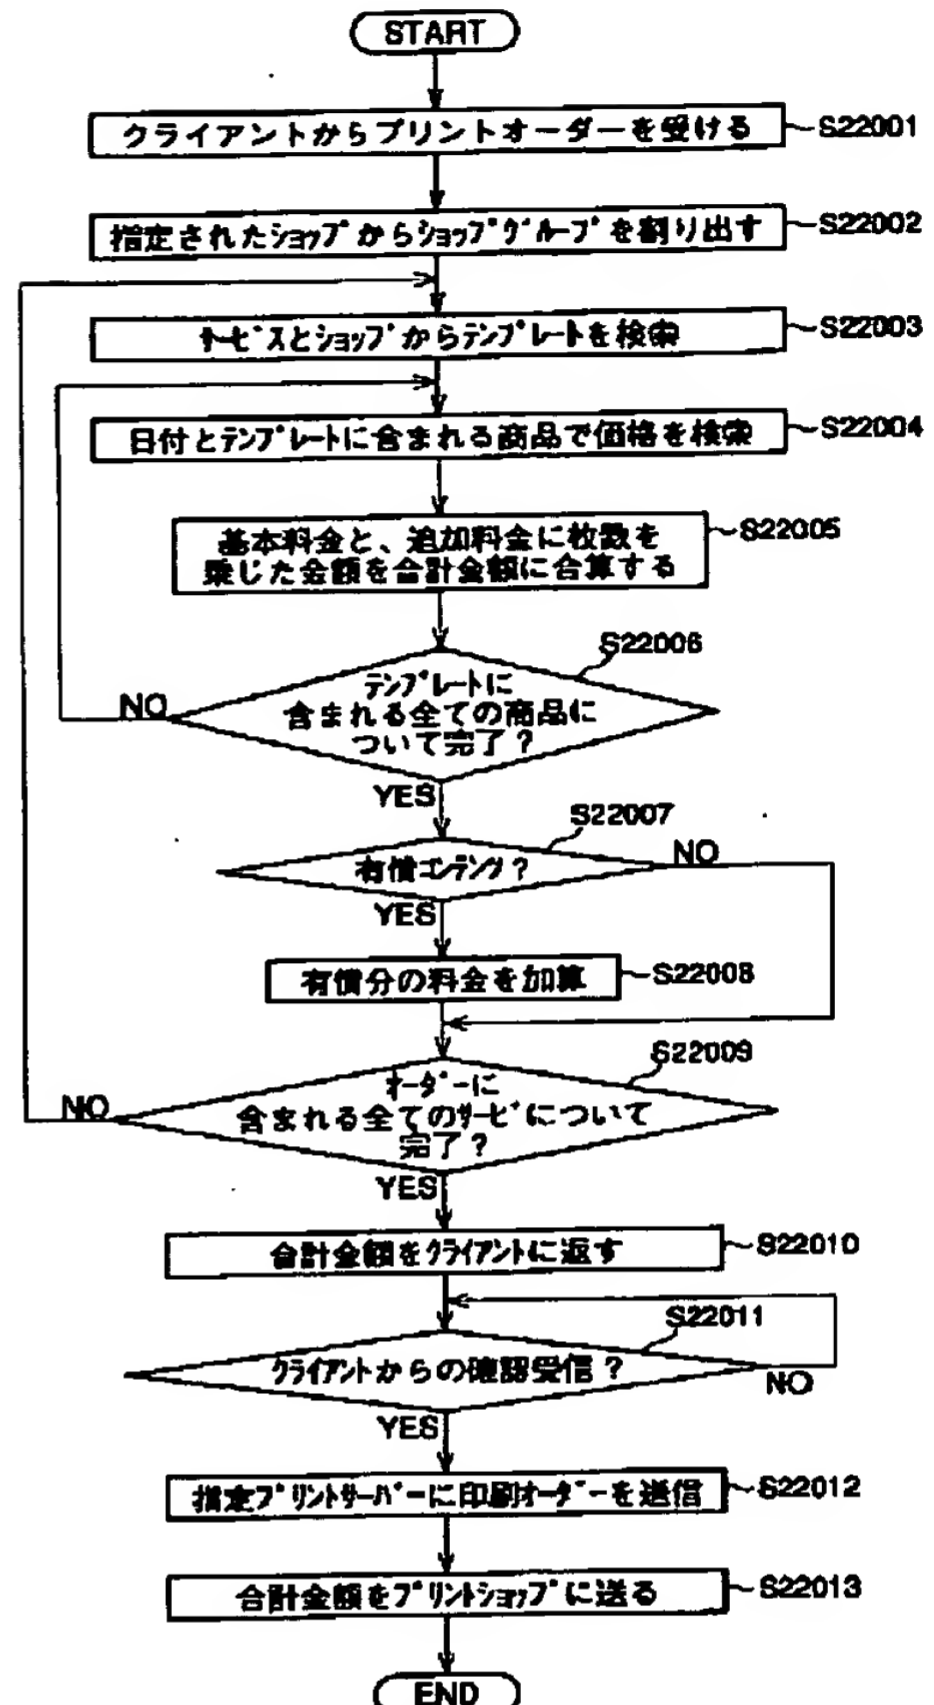 START
クライアントからプリントオーダーを受ける
S22001
指定されたショップからショップグループを割り出す
S22002
サービスとショップからテンプレートを検索
S22003
日付とテンプレートに含まれる商品で価格を検索
S22004
基本料金と、追加料金に枚数を
乗じた金額を合計金額に合算する
S22005
S22006
テンプレートに
含まれる全ての商品に
ついて完了?
NO
YES
S22007
有償コンテンツ?
NO
YES
有償分の料金を加算
S22008
S22009
オーダーに
含まれる全てのサービについて
完了?
NO
YES
合計金額をクライアントに返す
S22010
S22011
クライアントからの確認受信?
NO
YES
指定プリントサーバーに印刷オーダーを送信
S22012
合計金額をプリントショップに送る
S22013
END